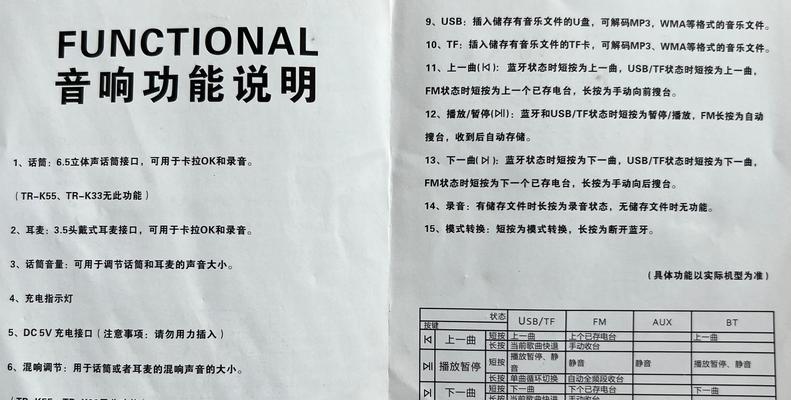 FUNCTIONAL
音响功能说明
1、话筒：6.5立体声话筒接口，可用于卡拉OK和录音。
（TR-K55、TR-K33无此功能）
2、耳麦：3.5头戴式耳麦接口，可用于卡拉OK和录音。
3、话筒音量：可用于调节话筒和耳麦的声音大小。
4、充电指示灯
5、DC 5V 充电接口（注意事项：请勿用力插入）
6、混响调节：用于话筒或者耳麦的混响声音的大小。
9、USB：插入储存有音乐文件的U盘，可解码MP3，WMA等格式的音乐文件。
10、TF：插入储存有音乐文件的TF卡，可解码MP3、WMA等格式的音乐文件。
11、上一曲(|◁)：蓝牙状态时短按为上一曲，USB/TF状态时短按为上一曲，
FM状态时短按为上一个已存电台，长按为手动向前搜台。
12、播放/暂停(▷||)：蓝牙和USB/TF状态时短按为暂停/播放，FM长按为自动
搜台，收到后自动存储。
13、下一曲(▷|)：蓝牙状态时短按为下一曲，USB/TF状态时短按为下一曲，
FM状态时短按为下一个已存电台，长按为手动向后搜台。
14、录音：有储存文件时长按为录音状态，无储存文件时无功能。
15、模式转换：短按为模式转换，长按为断开蓝牙。
（具体功能以实际机型为准）
状态 USB/TF FM AUX BT
按键
|◁ 上一曲 短按 上一曲 上个已存电台 上一曲
长按 当前歌曲快退 手动收台
▷|| 播放暂停 短按 播放暂停、静音 静音 静音 播放暂停、静音
长按 单曲循环切换 自动全频段收台
▷| 下一曲 短按 下一曲 下个已存电台 下一曲
长按 当前歌曲快进 手动收台